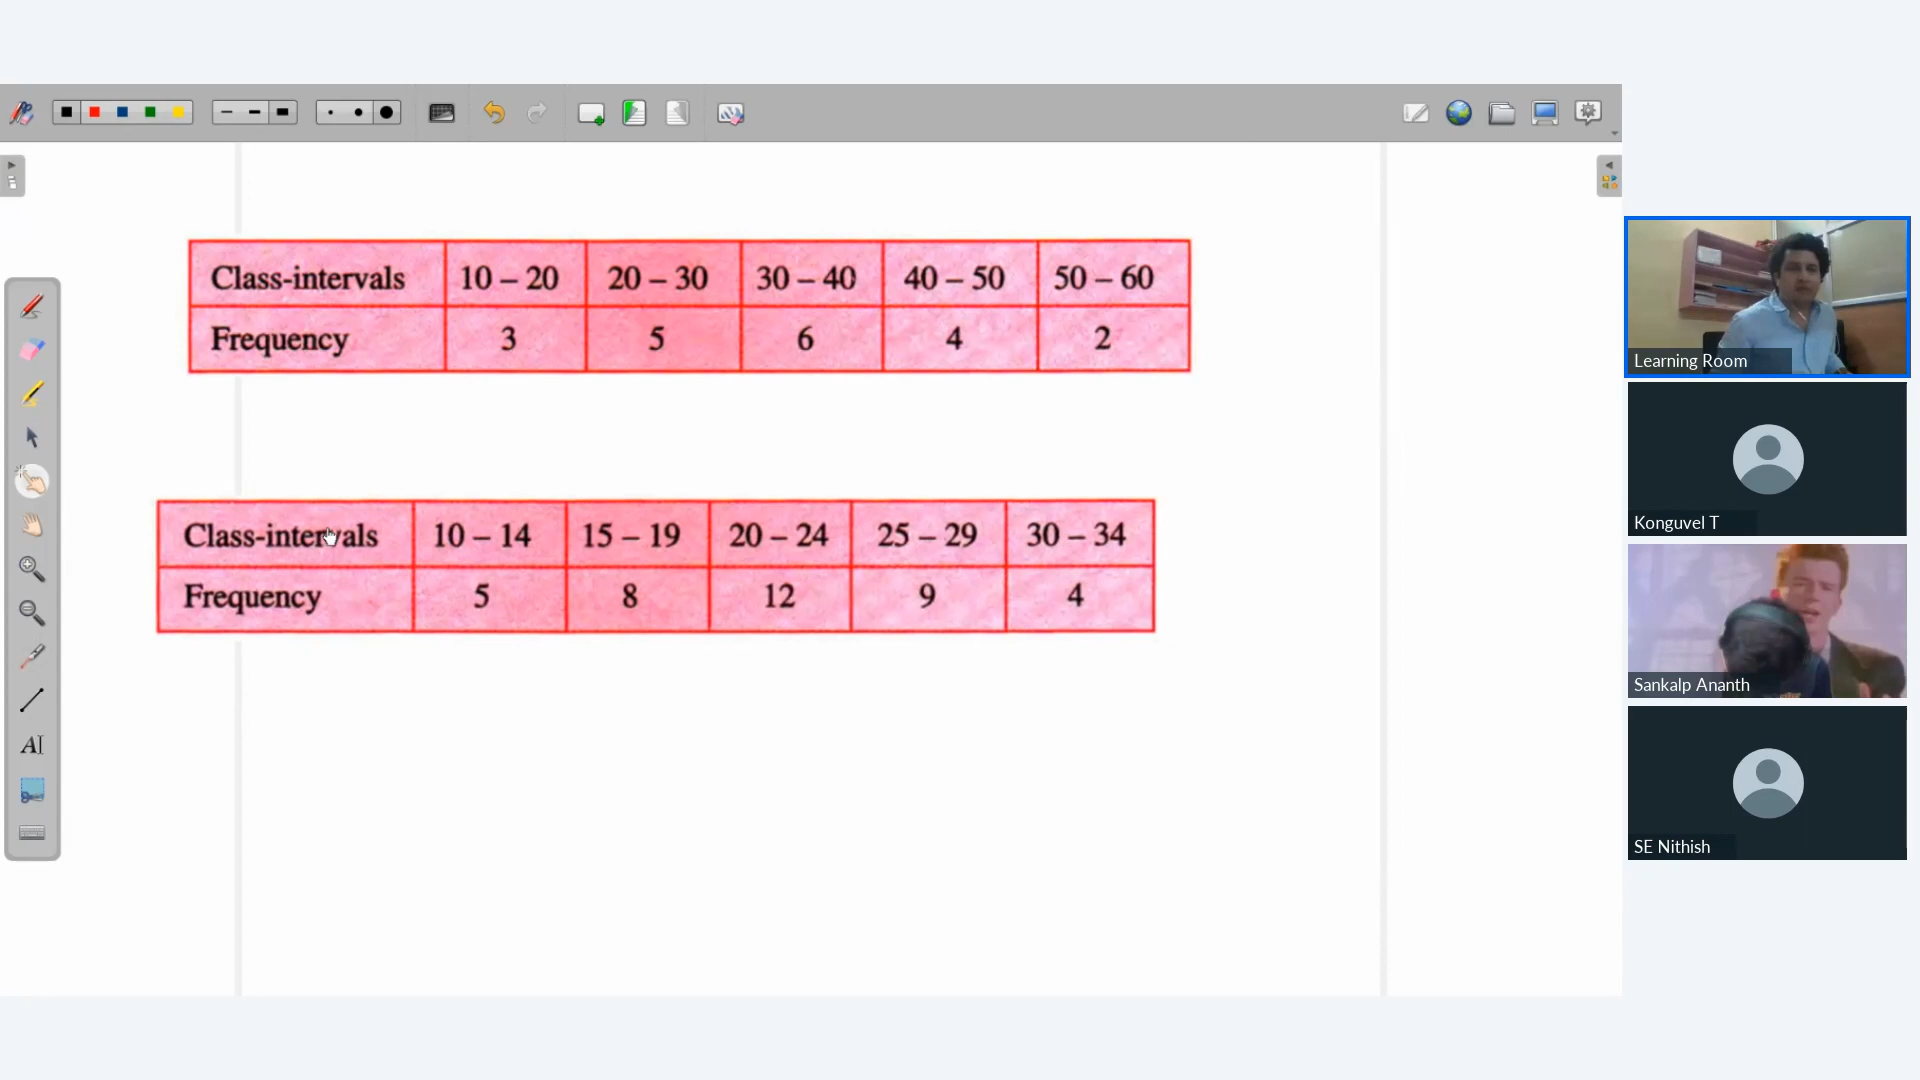 Class-intervals 10 – 20 20 – 30 30 – 40 40 – 50 50 – 60
Frequency 3 5 6 4 2
Class-intervals 10 – 14 15 – 19 20 – 24 25 – 29 30 – 34
Frequency 5 8 12 9 4
AI
Learning Room
Konguvel T
Sankalp Ananth
SE Nithish